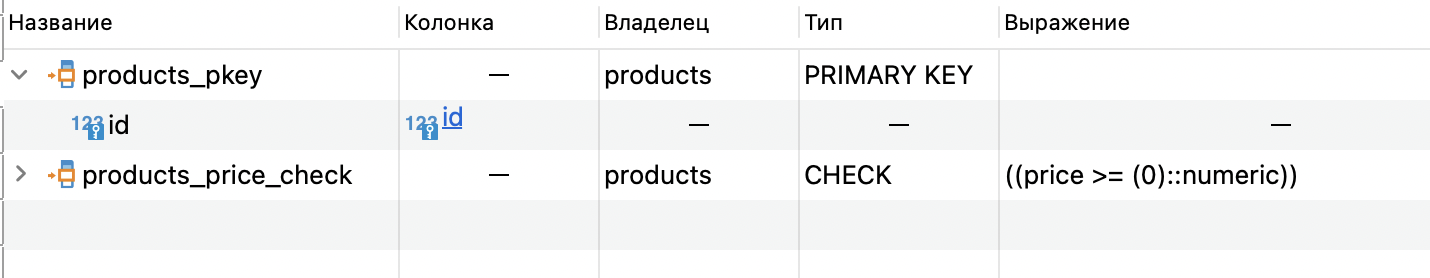 Название Колонка Владелец Тип Выражение
products_pkey — products PRIMARY KEY
123 id 123 id — — —
products_price_check — products CHECK ((price >= (0)::numeric))